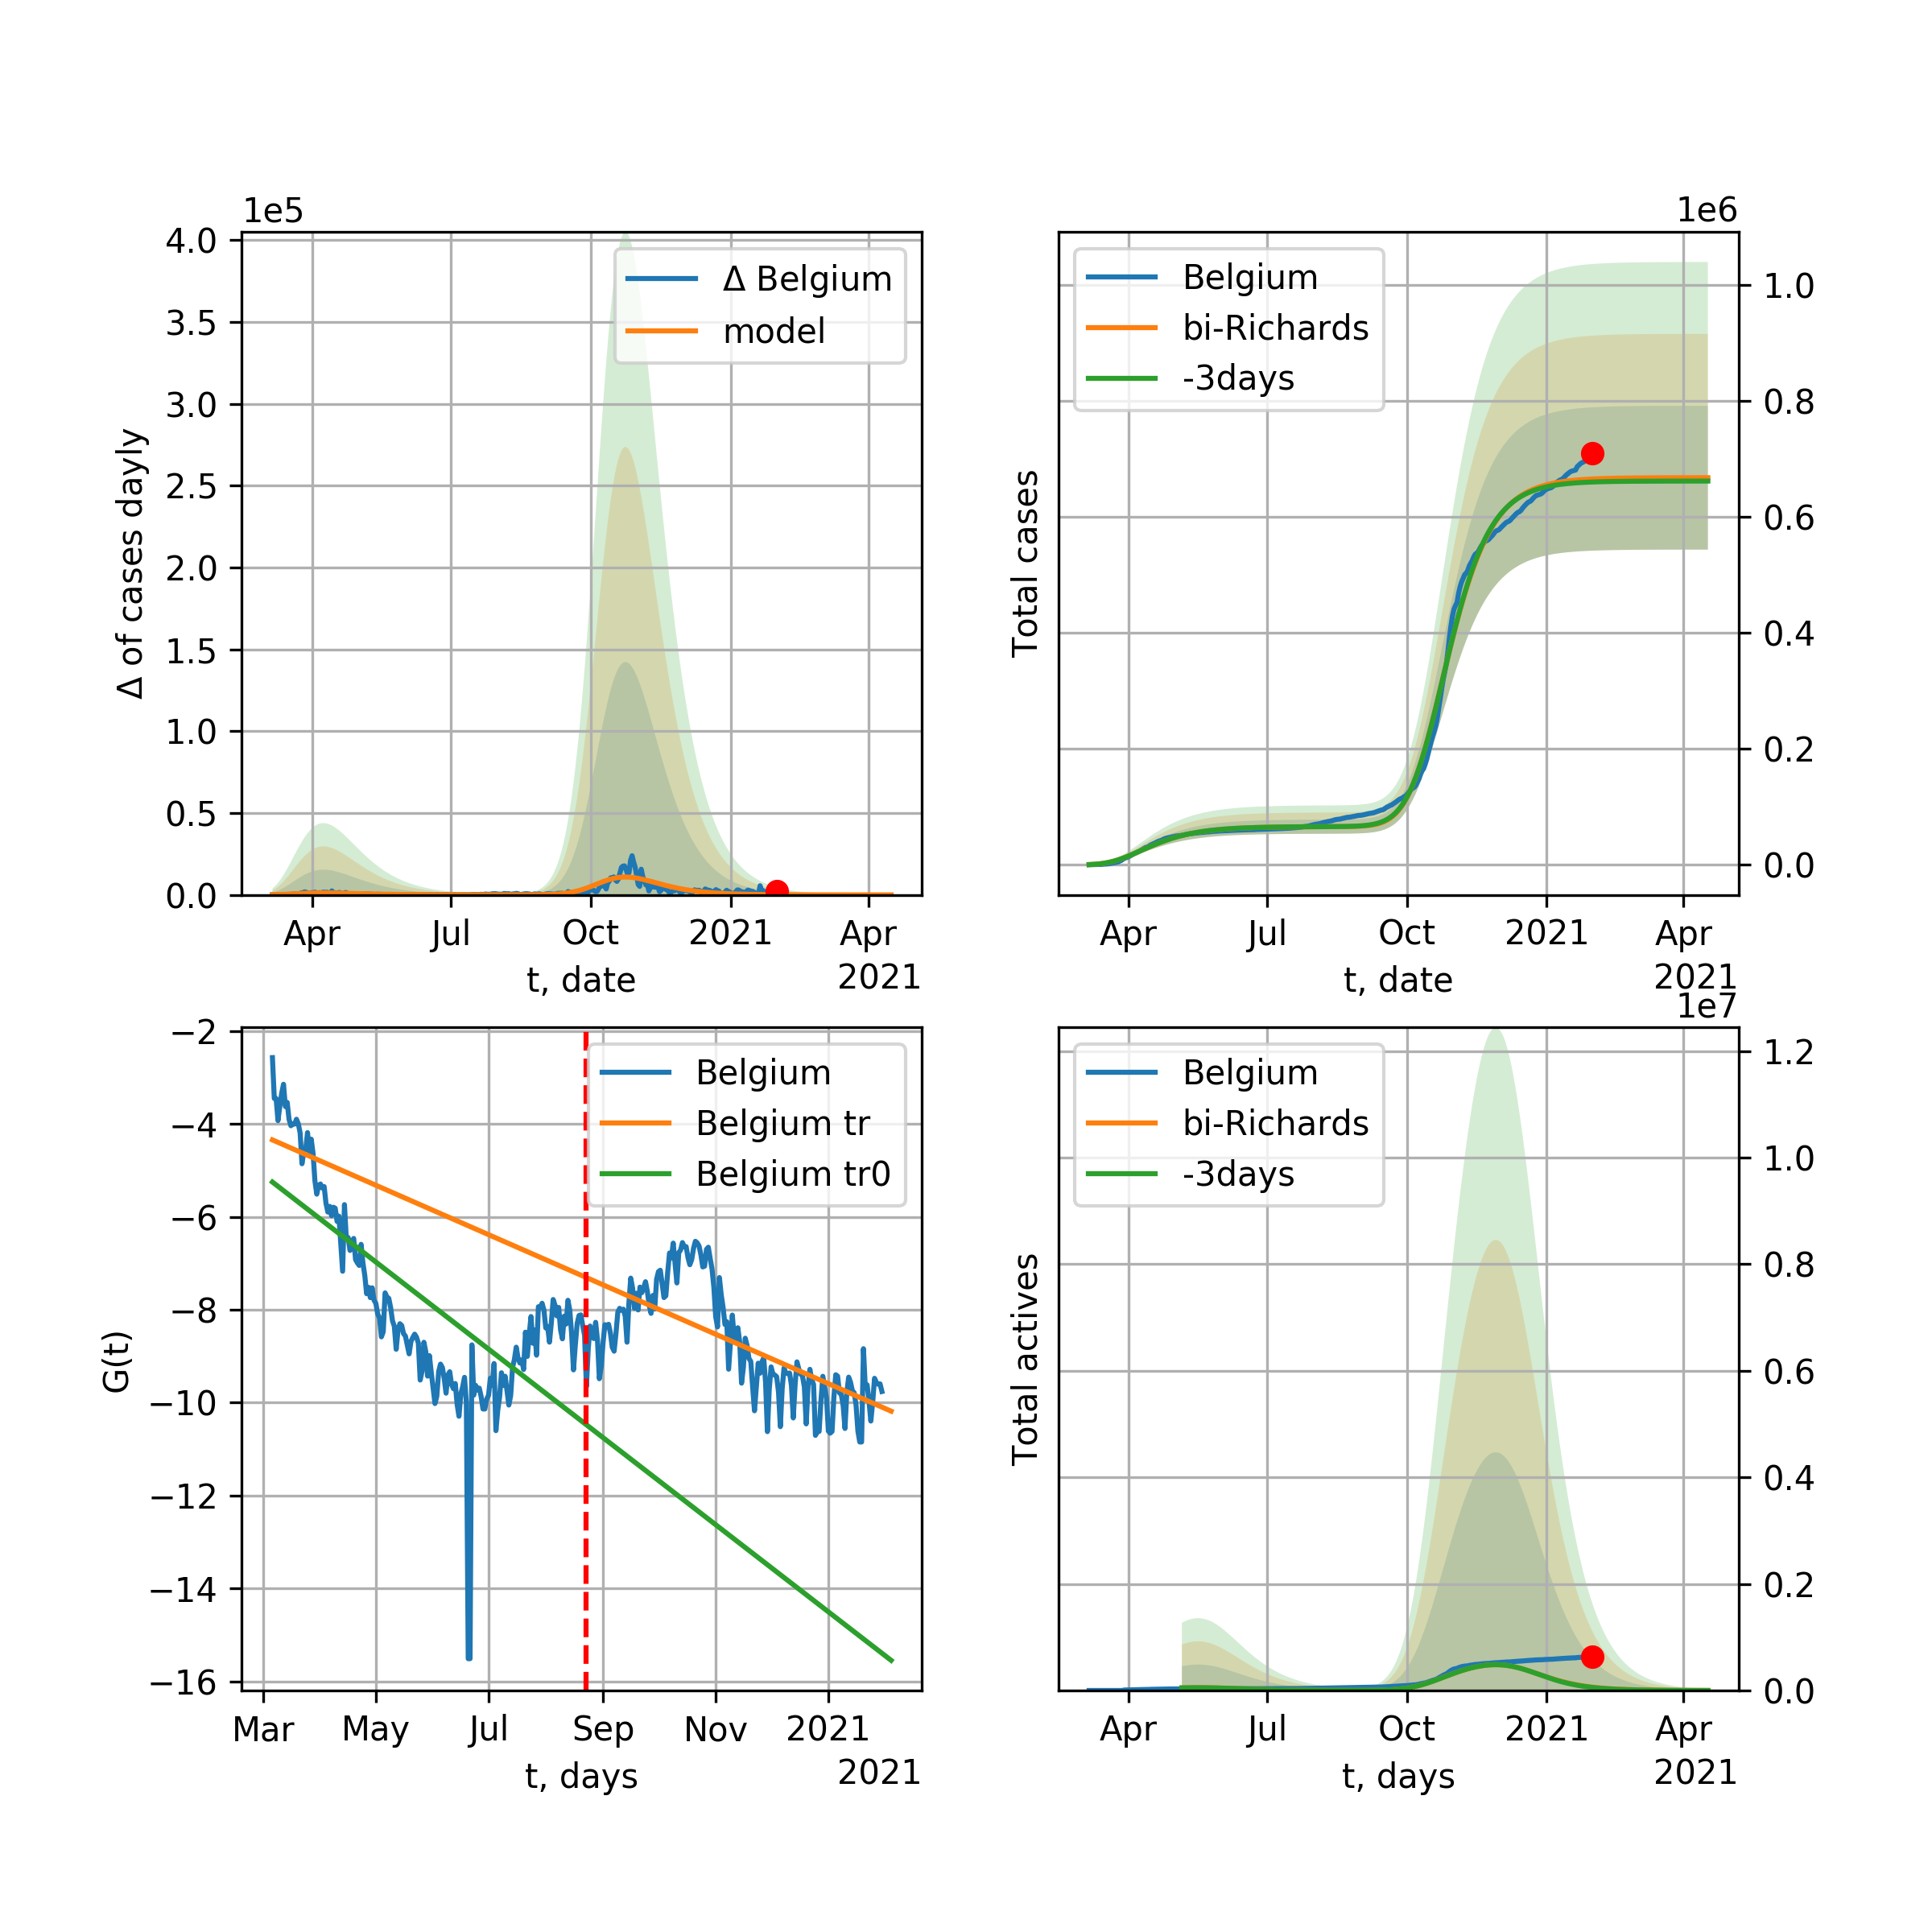 1e5
4.0
3.5
3.0
2.5
2.0
1.5
1.0
0.5
0.0
Δ of cases dayly
Δ Belgium
model
Apr
Jul
Oct
2021
Apr
t, date
2021
1e6
Belgium
bi-Richards
-3days
Total cases
1.0
0.8
0.6
0.4
0.2
0.0
Apr
Jul
Oct
2021
Apr
t, date
2021
−2
−4
−6
−8
−10
−12
−14
−16
G(t)
Belgium
Belgium tr
Belgium tr0
Mar
May
Jul
Sep
Nov
2021
t, days
2021
1e7
Belgium
bi-Richards
-3days
Total actives
1.2
1.0
0.8
0.6
0.4
0.2
0.0
Apr
Jul
Oct
2021
Apr
t, days
2021